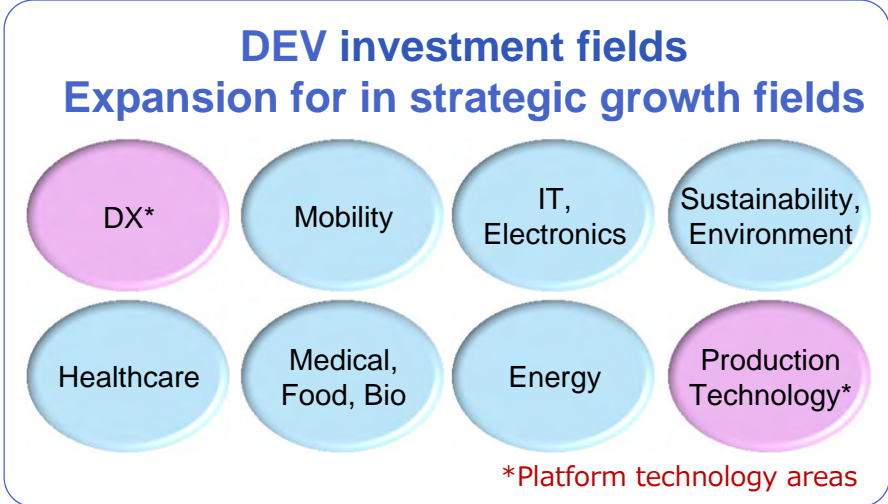 DEV investment fields
Expansion for in strategic growth fields
DX*
Mobility
IT,
Electronics
Sustainability,
Environment
Healthcare
Medical,
Food, Bio
Energy
Production
Technology*
*Platform technology areas